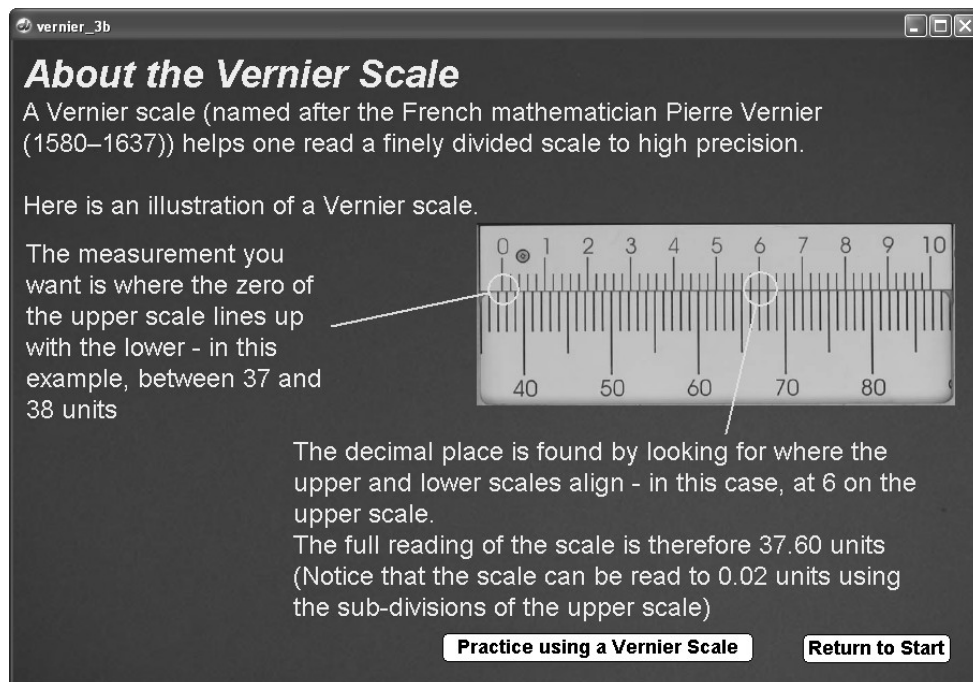 vernier_3b
About the Vernier Scale
A Vernier scale (named after the French mathematician Pierre Vernier
(1580–1637)) helps one read a finely divided scale to high precision.
Here is an illustration of a Vernier scale.
The measurement you
want is where the zero of
the upper scale lines up
with the lower - in this
example, between 37 and
38 units
0 1 2 3 4 5 6 7 8 9 10
40 50 60 70 80
The decimal place is found by looking for where the
upper and lower scales align - in this case, at 6 on the
upper scale.
The full reading of the scale is therefore 37.60 units
(Notice that the scale can be read to 0.02 units using
the sub-divisions of the upper scale)
Practice using a Vernier Scale
Return to Start